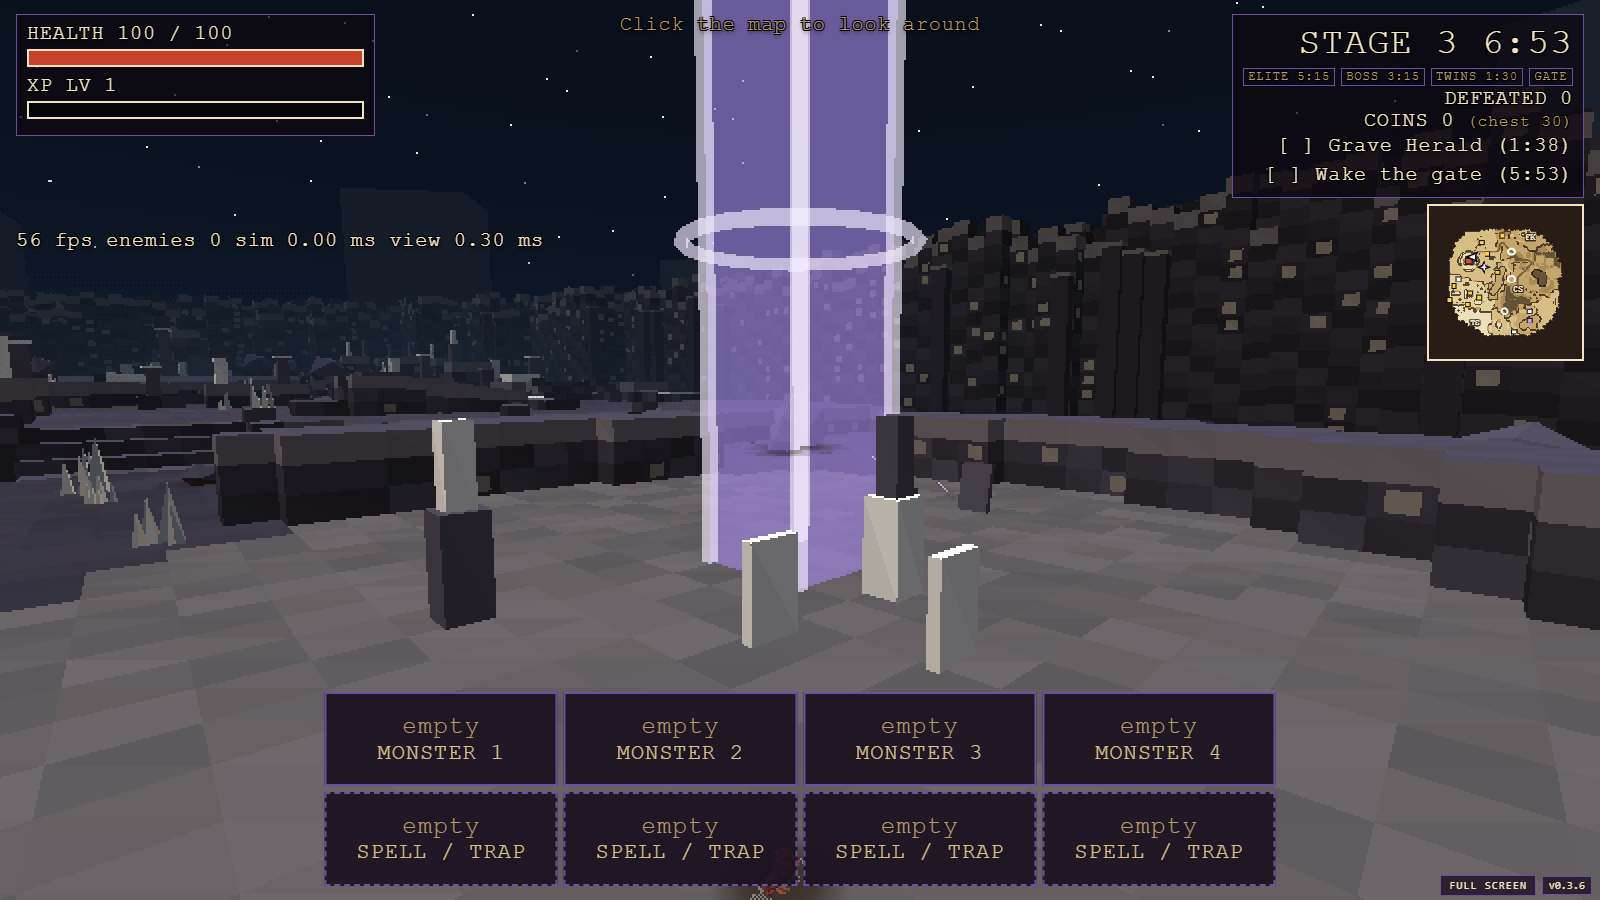 Click the map to look around
HEALTH 100 / 100
XP LV 1
STAGE 3 6:53
ELITE 5:15 BOSS 3:15 TWINS 1:30 GATE
DEFEATED 0
COINS 0 (chest 30)
[ ] Grave Herald (1:38)
[ ] Wake the gate (5:53)
56 fps enemies 0 sim 0.00 ms view 0.30 ms
CS
empty empty empty empty
MONSTER 1 MONSTER 2 MONSTER 3 MONSTER 4
empty empty empty empty
SPELL / TRAP SPELL / TRAP SPELL / TRAP SPELL / TRAP
FULL SCREEN v0.3.6